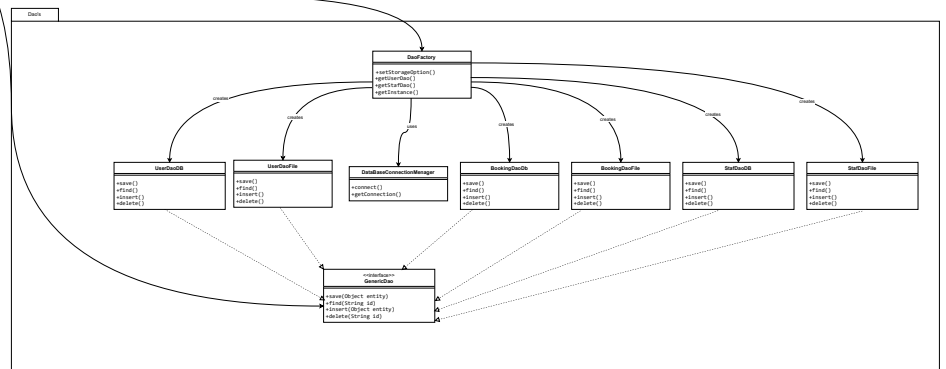 Dao's
DaoFactory
+setStorageOption()
+getUserDao()
+getStafDao()
+getInstance()
creates
creates
uses
creates
creates
creates
creates
UserDaoDB
+save()
+find()
+insert()
+delete()
UserDaoFile
+save()
+find()
+insert()
+delete()
DataBaseConnectionMenager
+connect()
+getConnection()
BookingDaoDb
+save()
+find()
+insert()
+delete()
BookingDaoFile
+save()
+find()
+insert()
+delete()
StafDaoDB
+save()
+find()
+insert()
+delete()
StafDaoFile
+save()
+find()
+insert()
+delete()
<<interface>>
GenericDao
+save(Object entity)
+find(String id)
+insert(Object entity)
+delete(String id)